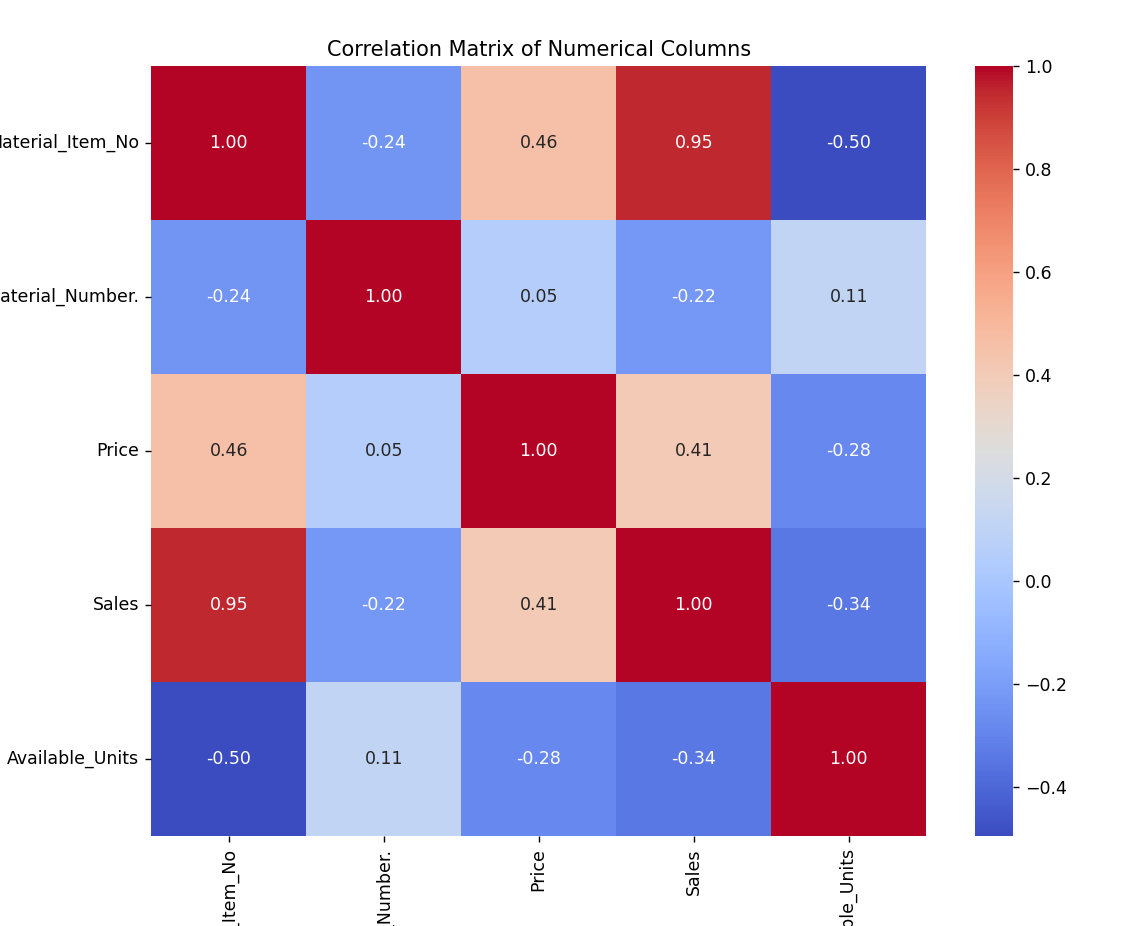 Correlation Matrix of Numerical Columns
aterial_Item_No 1.00 -0.24 0.46 0.95 -0.50
aterial_Number. -0.24 1.00 0.05 -0.22 0.11
Price 0.46 0.05 1.00 0.41 -0.28
Sales 0.95 -0.22 0.41 1.00 -0.34
Available_Units -0.50 0.11 -0.28 -0.34 1.00
_Item_No
_Number.
Price
Sales
ble_Units
1.0
0.8
0.6
0.4
0.2
0.0
−0.2
−0.4